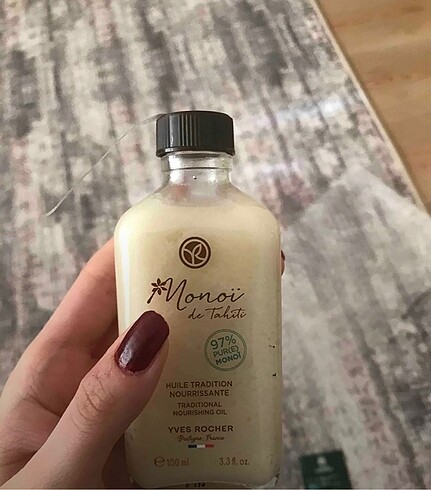 Monoï
de Tahiti
97%
PUR(E)
MONOÏ
HUILE TRADITION
NOURRISSANTE
TRADITIONAL
NOURISHING OIL
YVES ROCHER
Bretagne, France
℮ 100 ml 3.3 fl. oz.